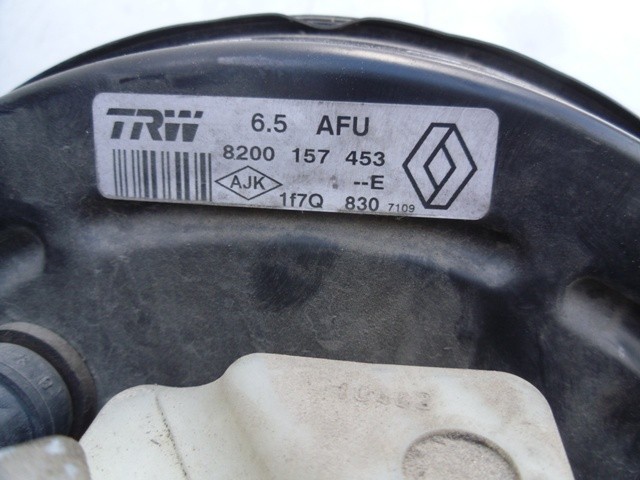 TRW 6.5 AFU
8200 157 453
AJK --E
1f7Q 830 7109